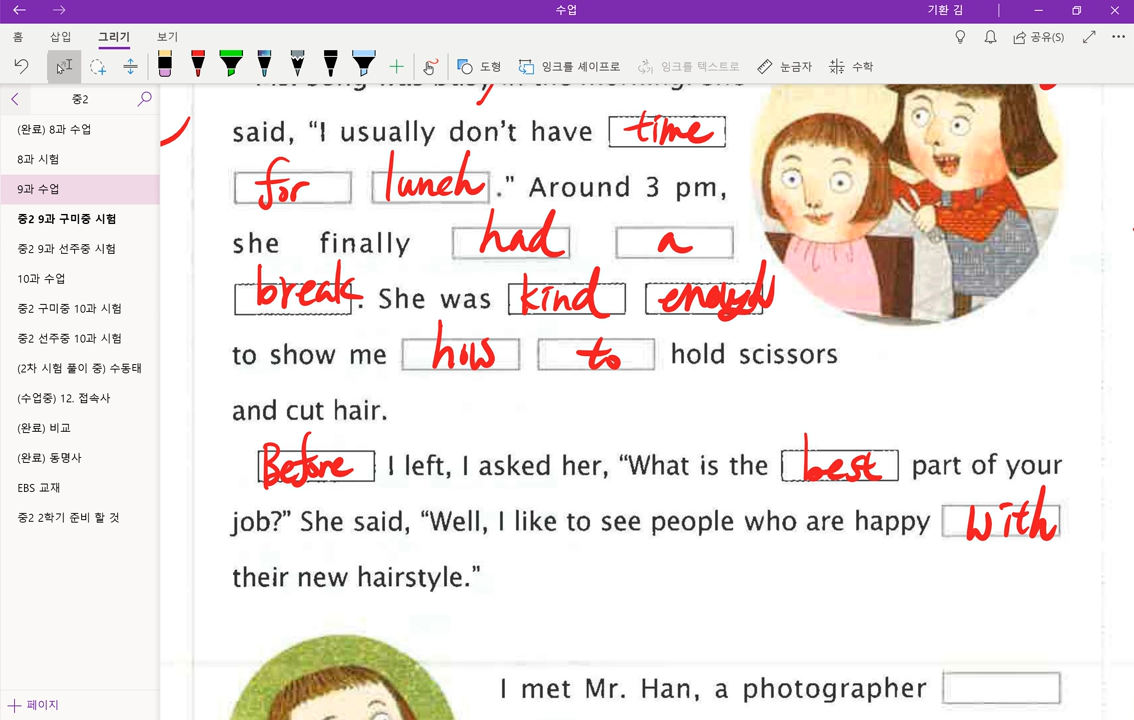 수업
기환 김
홈 삽입 그리기 보기
공유(S)
도형 잉크를 셰이프로 잉크를 텍스트로 눈금자 수학
중2
(완료) 8과 수업
8과 시험
9과 수업
중2 9과 구미중 시험
중2 9과 선주중 시험
10과 수업
중2 구미중 10과 시험
중2 선주중 10과 시험
(2차 시험 풀이 중) 수동태
(수업중) 12. 접속사
(완료) 비교
(완료) 동명사
EBS 교재
중2 2학기 준비 할 것
페이지
was busy in the morning. She
said, “I usually don’t have time
for lunch.” Around 3 pm,
she finally had a
break. She was kind enough
to show me how to hold scissors
and cut hair.
Before I left, I asked her, “What is the best part of your
job?” She said, “Well, I like to see people who are happy with
their new hairstyle.”
I met Mr. Han, a photographer